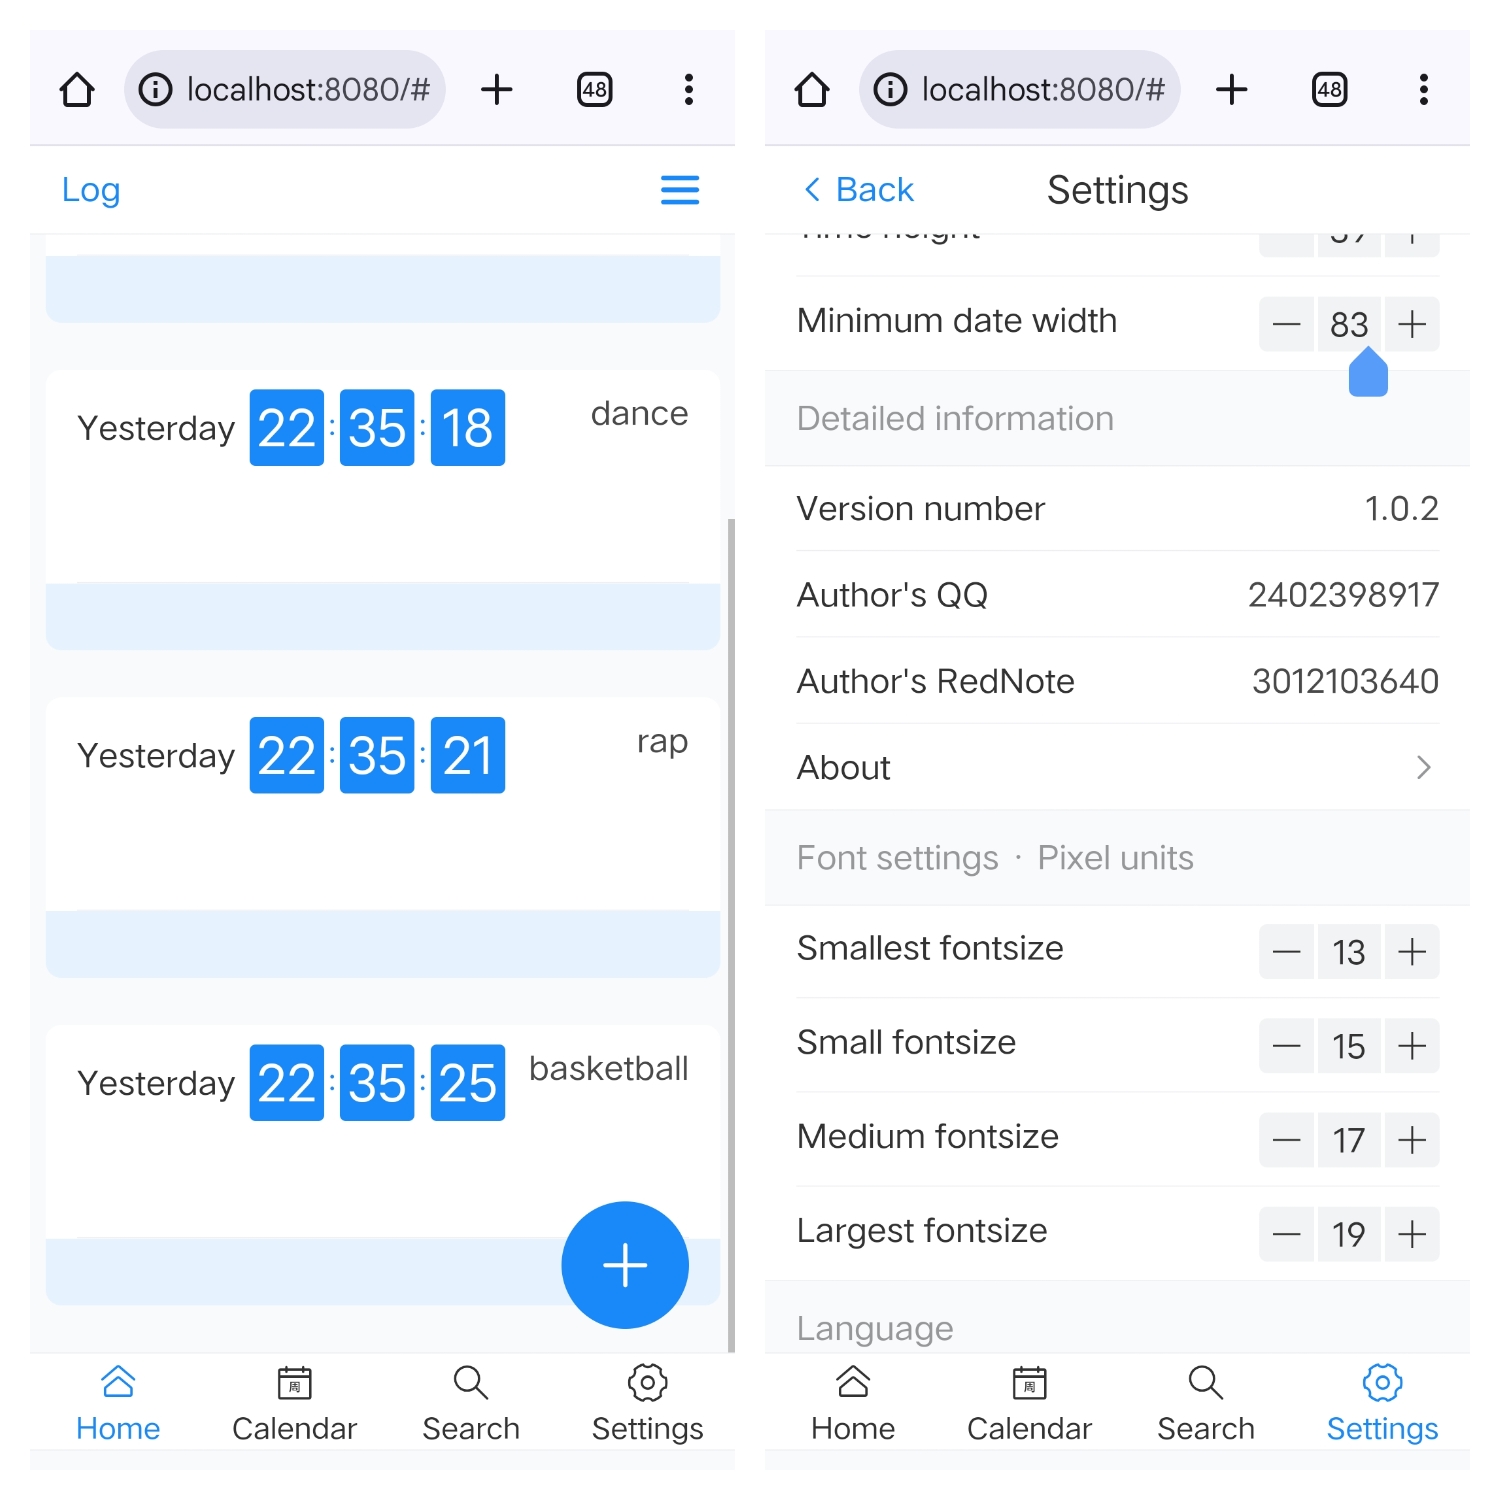 localhost:8080/#
48
Log
Yesterday 22:35:18 dance
Yesterday 22:35:21 rap
Yesterday 22:35:25 basketball
Home
Calendar
Search
Settings
localhost:8080/#
48
Back
Settings
Minimum date width 83
Detailed information
Version number 1.0.2
Author's QQ 2402398917
Author's RedNote 3012103640
About
Font settings · Pixel units
Smallest fontsize 13
Small fontsize 15
Medium fontsize 17
Largest fontsize 19
Language
Home
周
Calendar
Search
Settings